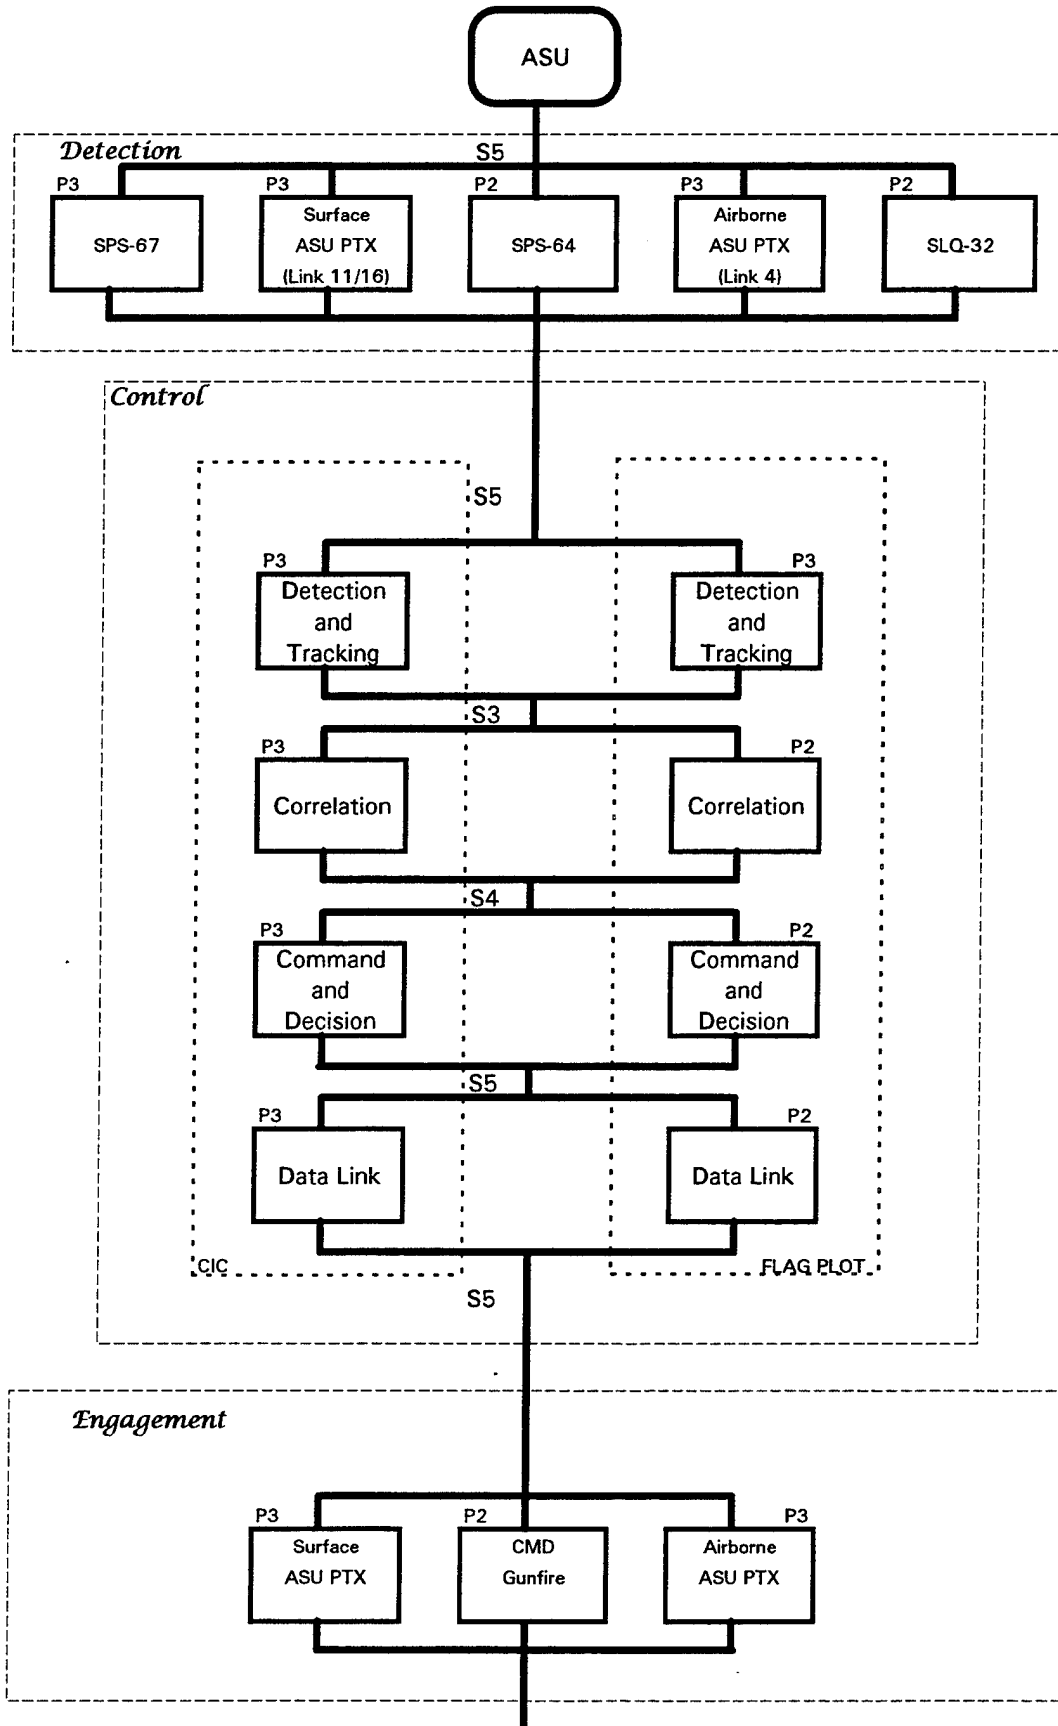 ASU
Detection
S5
P3
P3
P2
P3
P2
SPS-67
Surface
ASU PTX
(Link 11/16)
SPS-64
Airborne
ASU PTX
(Link 4)
SLQ-32
Control
S5
P3
P3
Detection
and
Tracking
Detection
and
Tracking
S3
P3
P2
Correlation
Correlation
S4
P3
P2
Command
and
Decision
Command
and
Decision
S5
P3
P2
Data Link
Data Link
CIC
FLAG PLOT
S5
Engagement
P3
P2
P3
Surface
ASU PTX
CMD
Gunfire
Airborne
ASU PTX